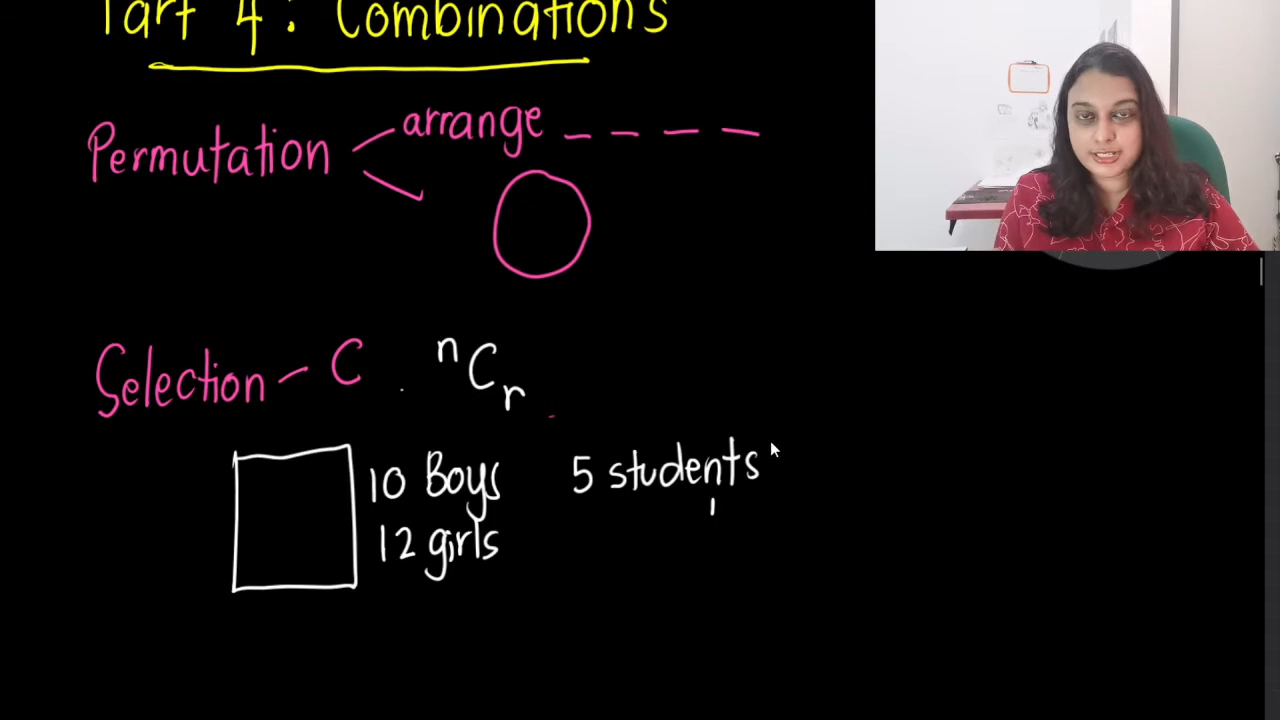 Part 4: Combinations
Permutation arrange
Selection - C nCr
10 Boys 5 students
12 girls